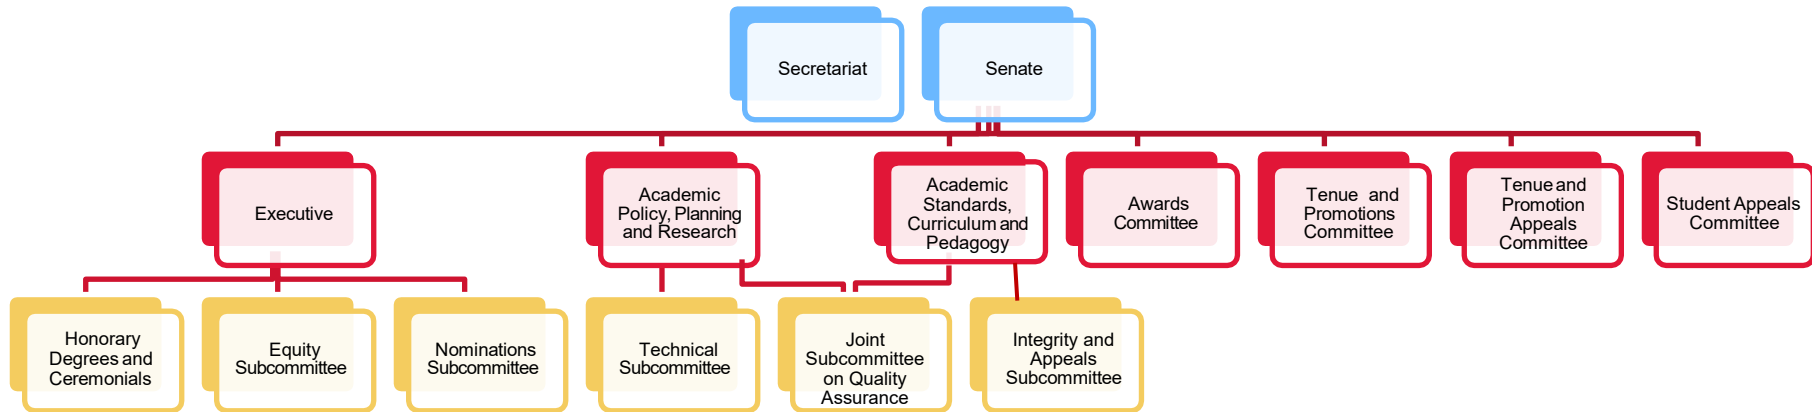 Secretariat
Senate
Executive
Academic
Policy, Planning
and Research
Academic
Standards,
Curriculum and
Pedagogy
Awards
Committee
Tenue and
Promotions
Committee
Tenue and
Promotion
Appeals
Committee
Student Appeals
Committee
Honorary
Degrees and
Ceremonials
Equity
Subcommittee
Nominations
Subcommittee
Technical
Subcommittee
Joint
Subcommittee
on Quality
Assurance
Integrity and
Appeals
Subcommittee